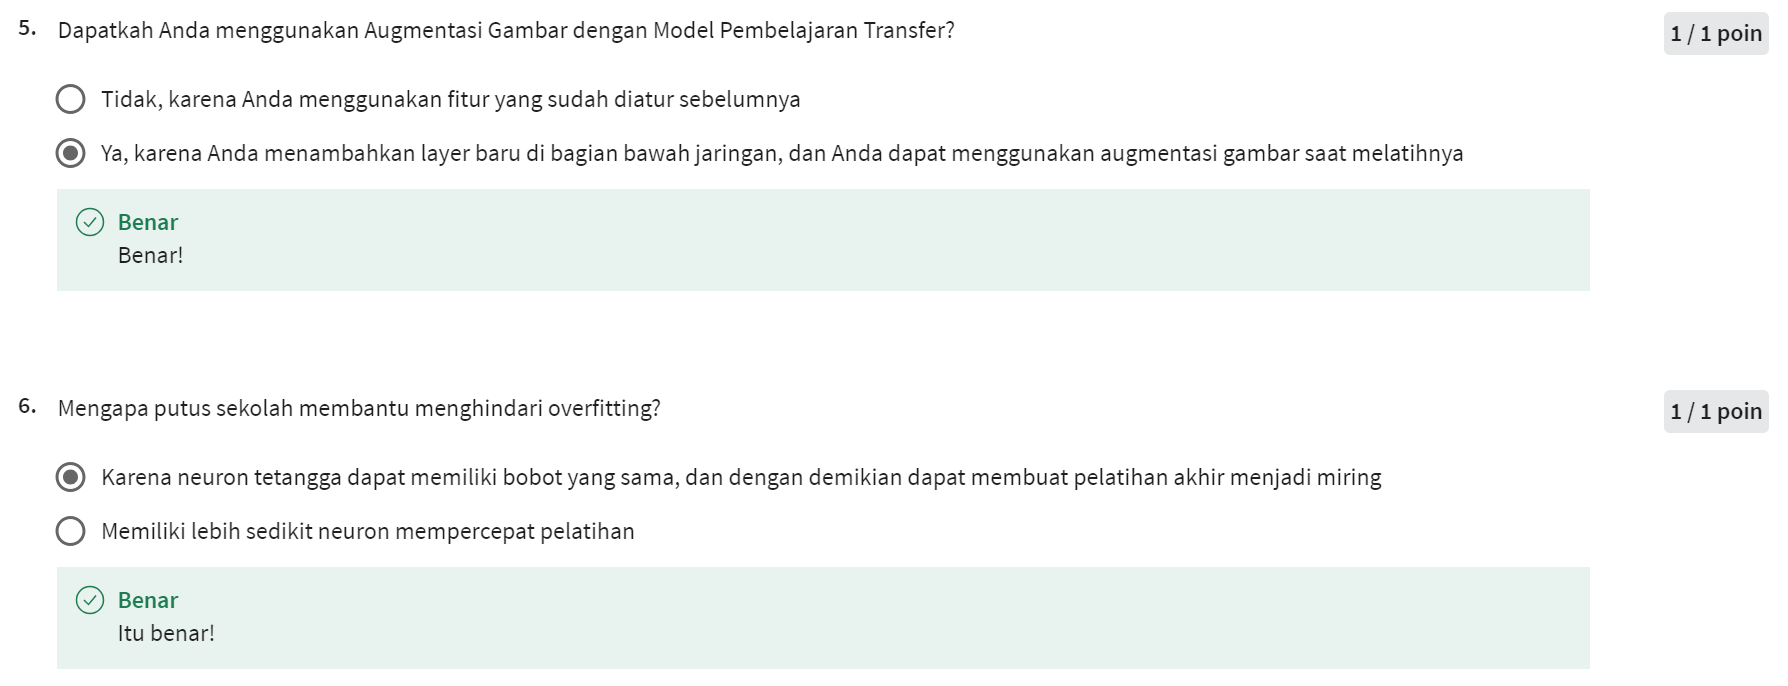 5. Dapatkah Anda menggunakan Augmentasi Gambar dengan Model Pembelajaran Transfer?
1 / 1 poin
Tidak, karena Anda menggunakan fitur yang sudah diatur sebelumnya
Ya, karena Anda menambahkan layer baru di bagian bawah jaringan, dan Anda dapat menggunakan augmentasi gambar saat melatihnya
Benar
Benar!
6. Mengapa putus sekolah membantu menghindari overfitting?
1 / 1 poin
Karena neuron tetangga dapat memiliki bobot yang sama, dan dengan demikian dapat membuat pelatihan akhir menjadi miring
Memiliki lebih sedikit neuron mempercepat pelatihan
Benar
Itu benar!